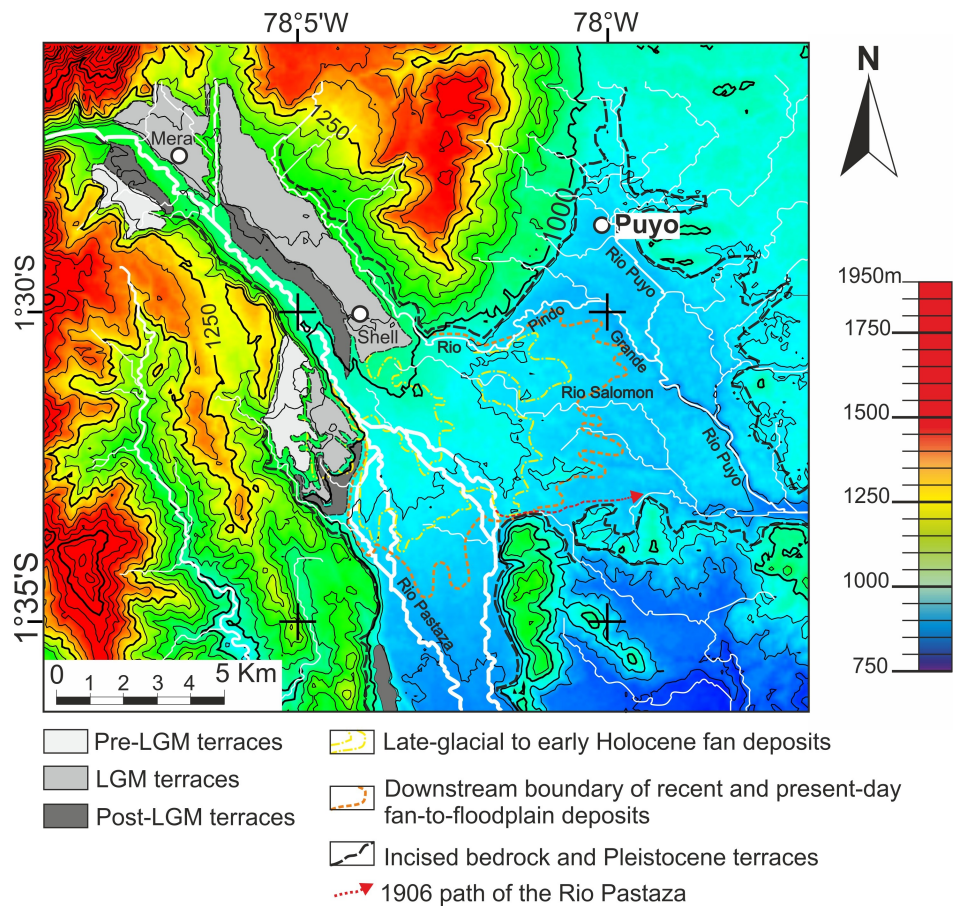 78°5'W
78°W
N
Mera
1250
1000
Puyo
Rio Puyo
1°30'S
Shell
Rio
Pindo
Grande
1250
Rio Salomon
Rio Puyo
1°35'S
Rio Pastaza
0
5 Km
1
2
3
4
1950m
1750
1500
1250
1000
750
Pre-LGM terraces
LGM terraces
Post-LGM terraces
Late-glacial to early Holocene fan deposits
Downstream boundary of recent and present-day
fan-to-floodplain deposits
Incised bedrock and Pleistocene terraces
1906 path of the Rio Pastaza